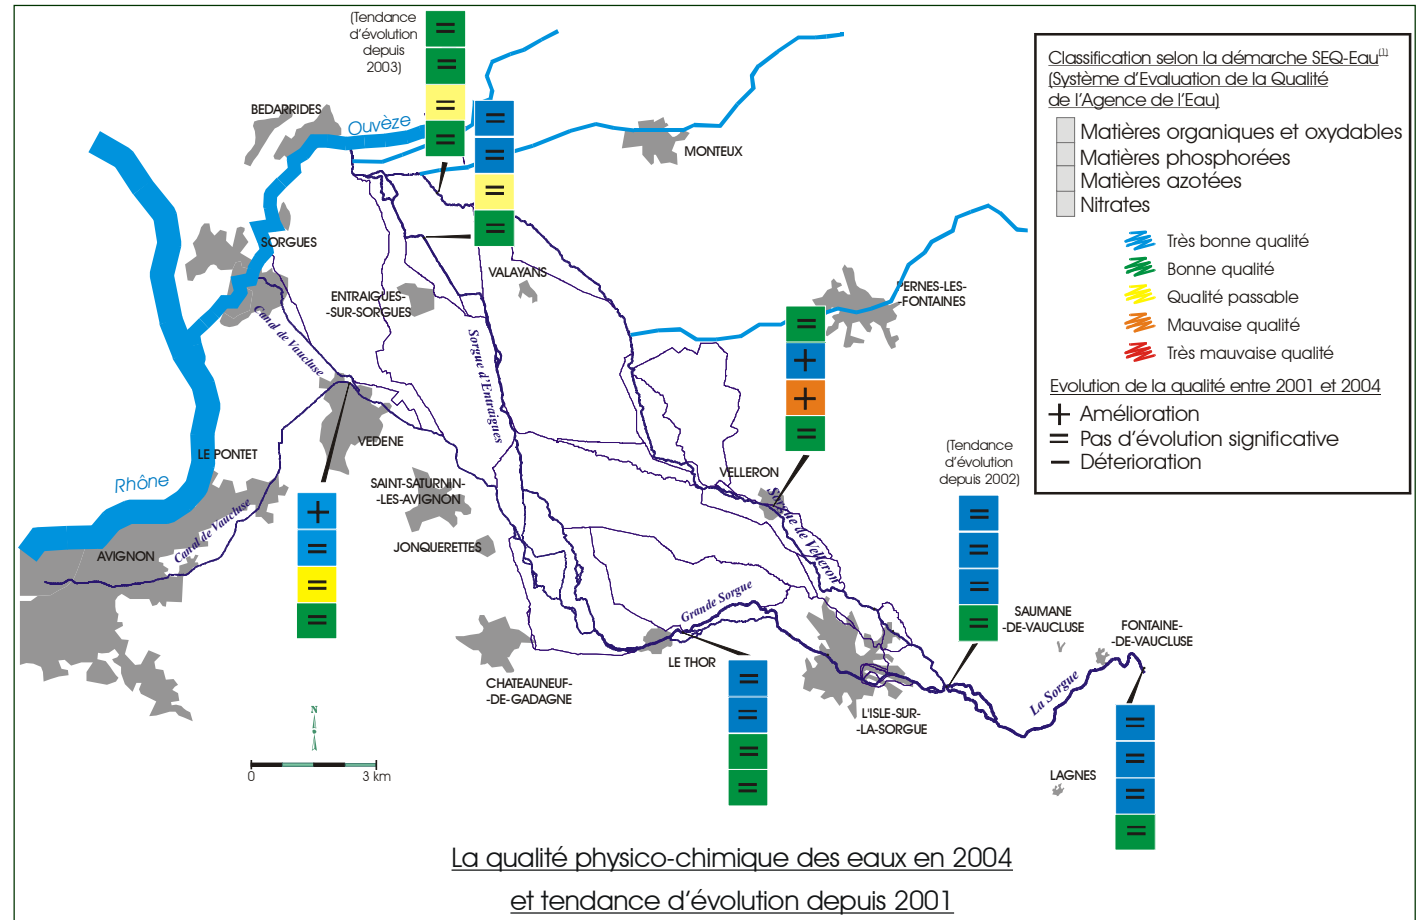 (Tendance
d'évolution
depuis
2003)
BEDARRIDES
Ouvèze
MONTEUX
SORGUES
VALAYANS
ENTRAIGUES-
-SUR-SORGUES
PERNES-LES-
-FONTAINES
Canal de Vaucluse
Sorgue d'Entraigues
VEDENE
LE PONTET
Rhône
SAINT-SATURNIN-
-LES-AVIGNON
VELLERON
(Tendance
d'évolution
depuis 2002)
Sorgue de Velleron
Canal de Vaucluse
AVIGNON
JONQUERETTES
Grande Sorgue
SAUMANE
-DE-VAUCLUSE
FONTAINE-
-DE-VAUCLUSE
LE THOR
CHATEAUNEUF-
-DE-GADAGNE
L'ISLE-SUR-
-LA-SORGUE
La Sorgue
LAGNES
N
0 3 km
Classification selon la démarche SEQ-Eau(1)
(Système d'Evaluation de la Qualité
de l'Agence de l'Eau)
Matières organiques et oxydables
Matières phosphorées
Matières azotées
Nitrates
Très bonne qualité
Bonne qualité
Qualité passable
Mauvaise qualité
Très mauvaise qualité
Evolution de la qualité entre 2001 et 2004
+ Amélioration
= Pas d'évolution significative
- Déterioration
La qualité physico-chimique des eaux en 2004
et tendance d'évolution depuis 2001